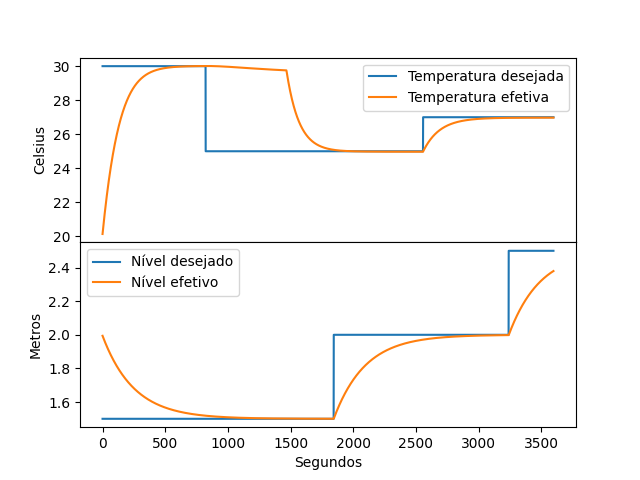 30
28
26
24
22
20
Celsius
Temperatura desejada
Temperatura efetiva
2.4
2.2
2.0
1.8
1.6
Metros
Nível desejado
Nível efetivo
0 500 1000 1500 2000 2500 3000 3500
Segundos